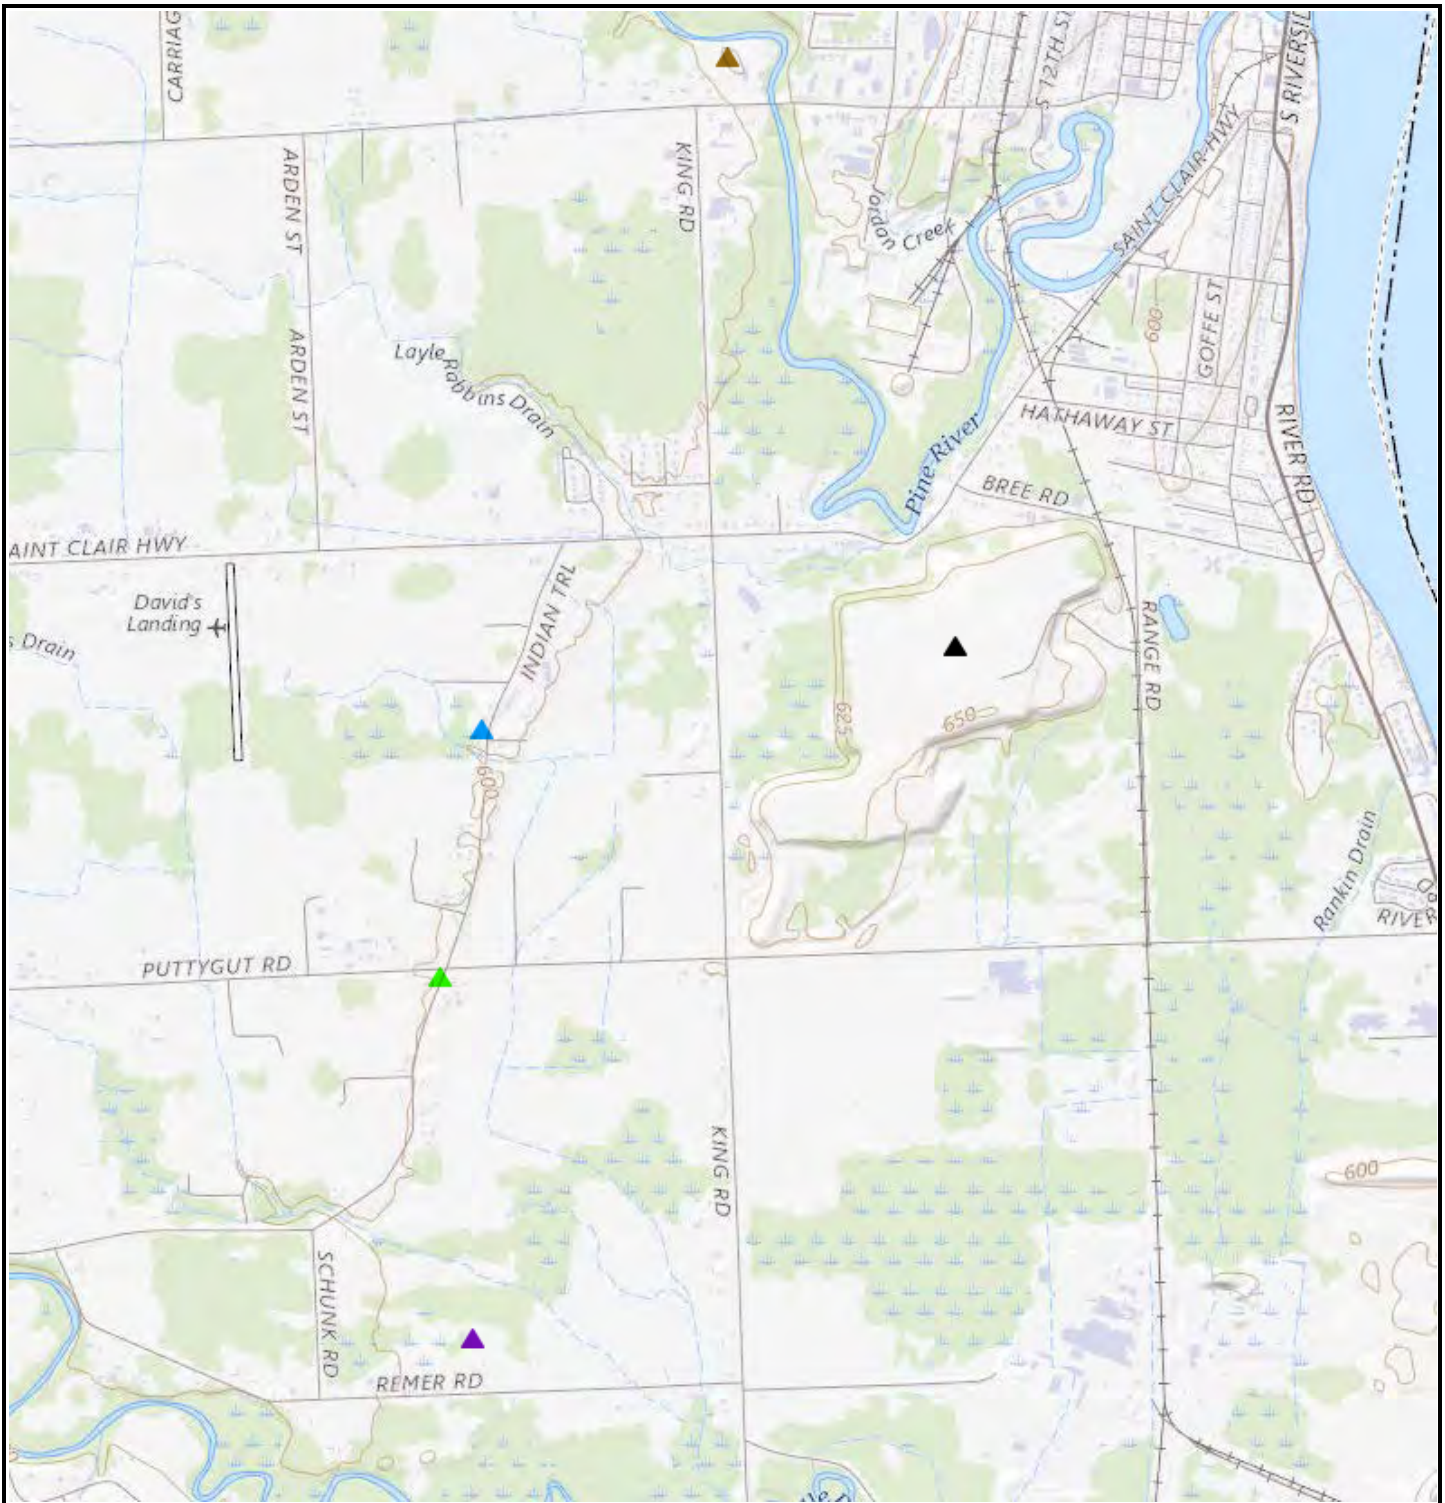 CARRIAG
S 12TH ST
S RIVERSID
ARDEN ST
KING RD
Jordan Creek
SAINT CLAIR HWY
ARDEN ST
Layle Robbins Drain
600
GOFFE ST
HATHAWAY ST
Pine River
RIVER RD
BREE RD
AINT CLAIR HWY
David's
Landing
s Drain
INDIAN TRL
RANGE RD
625
650
600
Rankin Drain
RIVER
PUTTYGUT RD
KING RD
600
SCHUNK RD
REMER RD